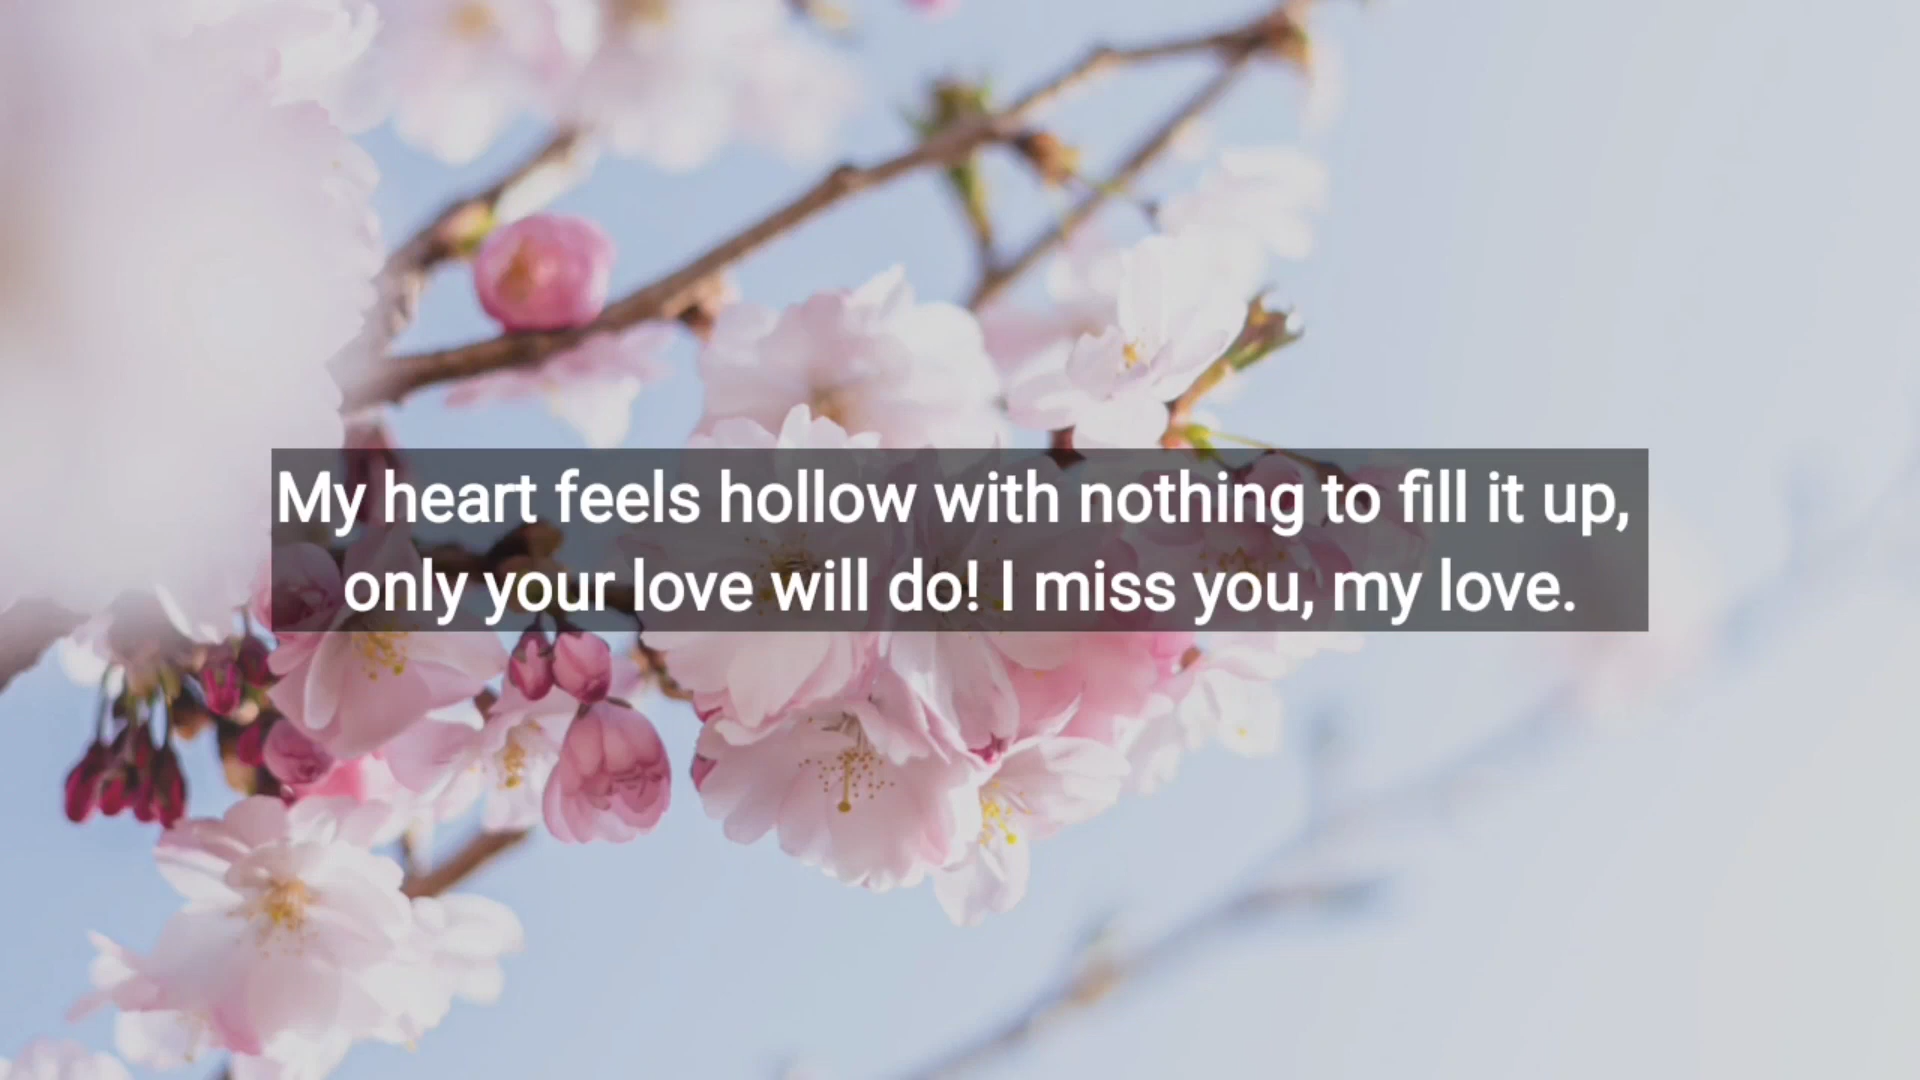 My heart feels hollow with nothing to fill it up,
only your love will do! I miss you, my love.